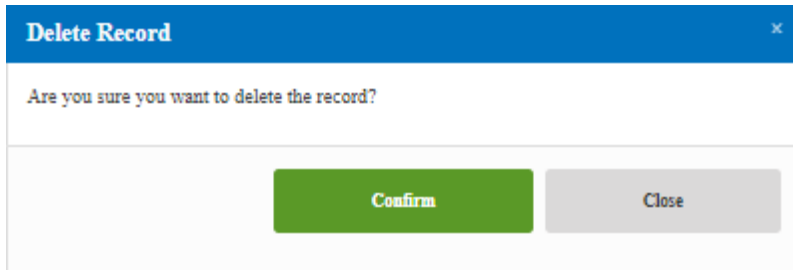 Delete Record ×
Are you sure you want to delete the record?
Confirm Close